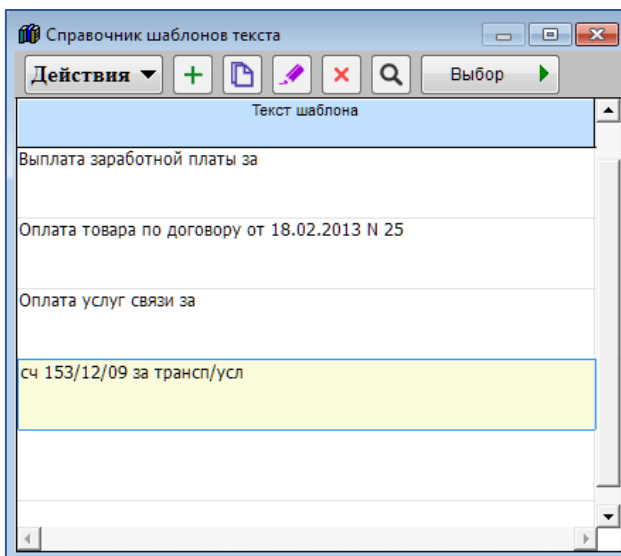 Справочник шаблонов текста
Действия
Выбор
Текст шаблона
Выплата заработной платы за
Оплата товара по договору от 18.02.2013 N 25
Оплата услуг связи за
сч 153/12/09 за трансп/усл